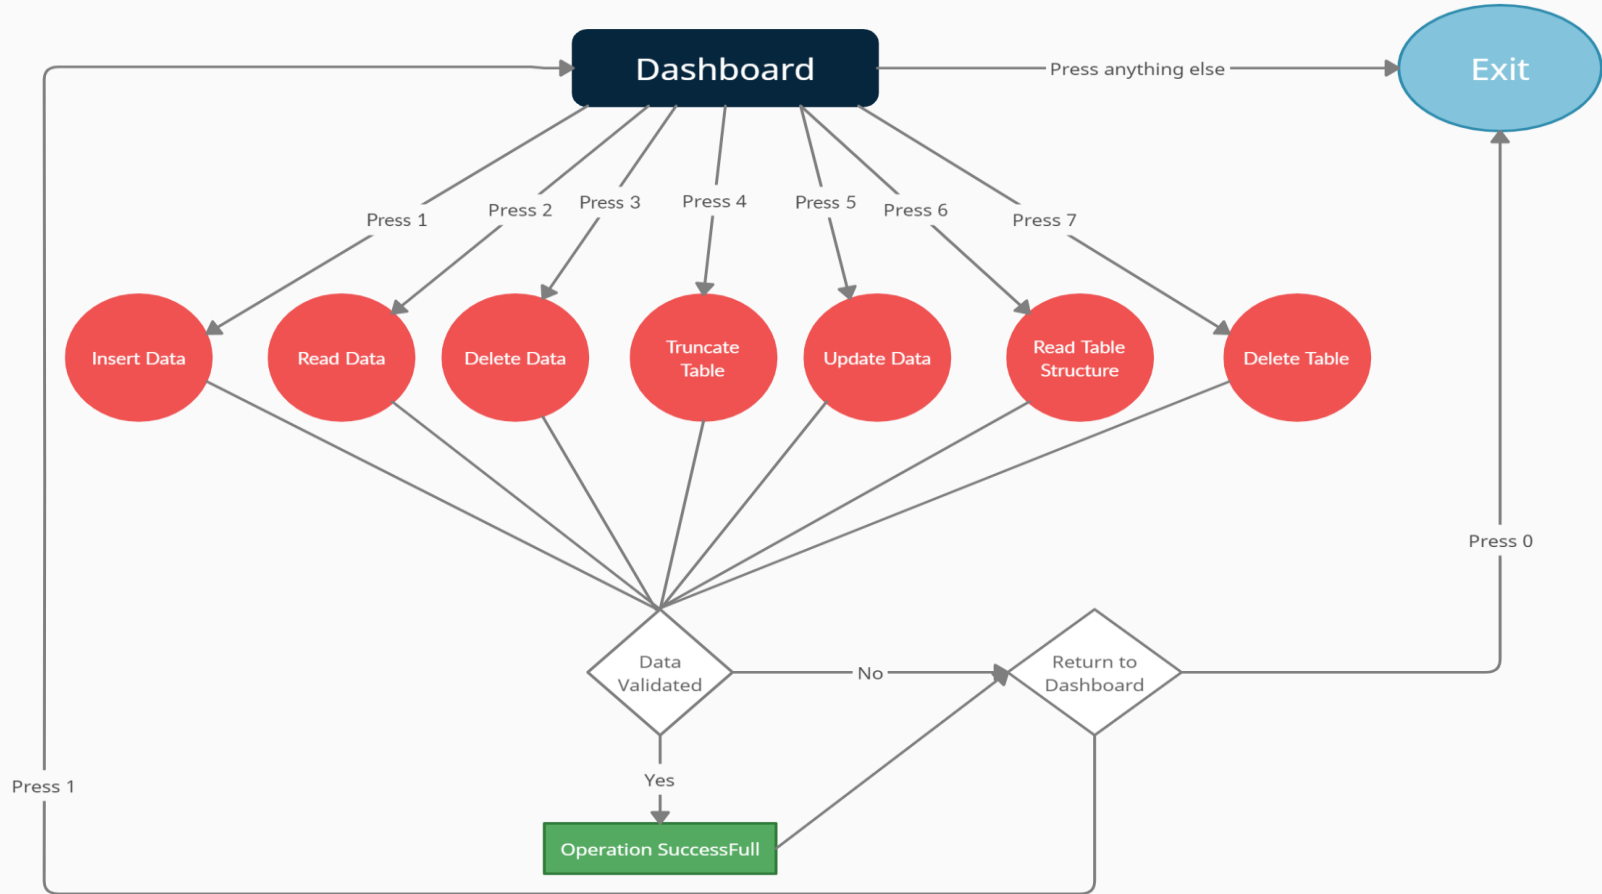 Dashboard
Press anything else
Exit
Press 1
Press 2
Press 3
Press 4
Press 5
Press 6
Press 7
Insert Data
Read Data
Delete Data
Truncate
Table
Update Data
Read Table
Structure
Delete Table
Press 0
Data
Validated
No
Return to
Dashboard
Yes
Press 1
Operation SuccessFull